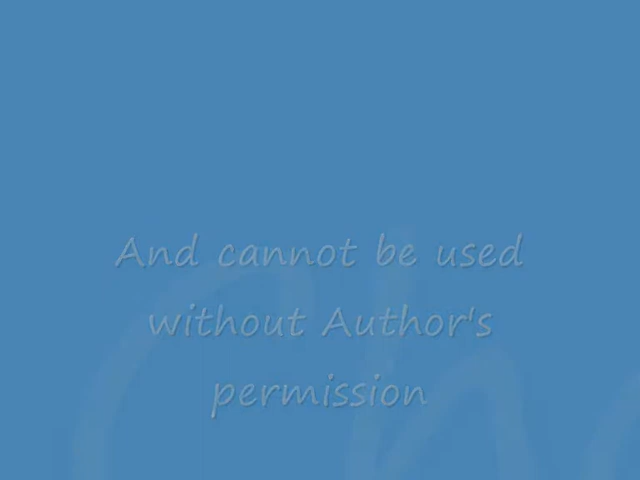 And cannot be used
without Author's
permission